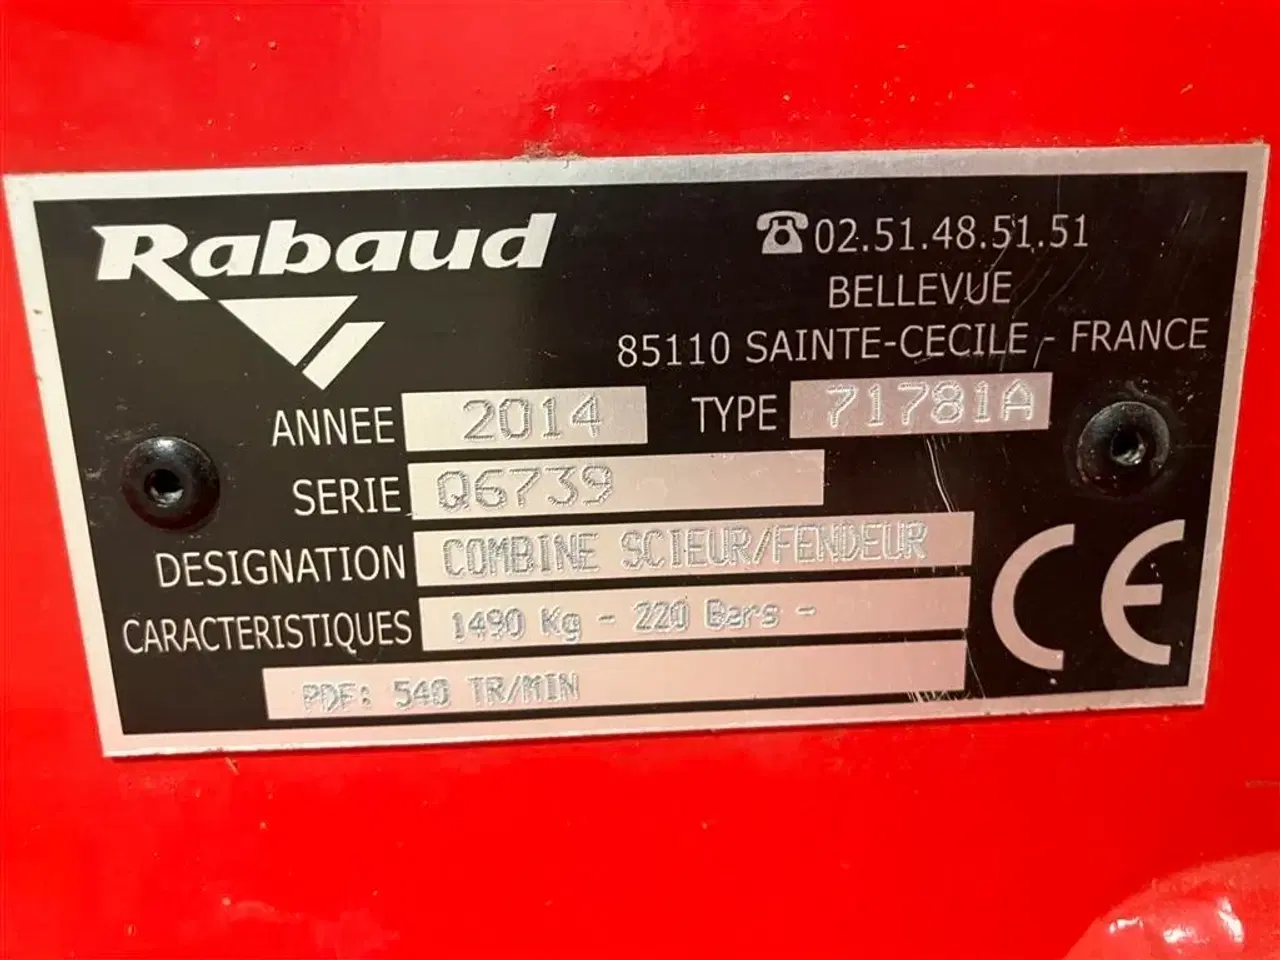 Rabaud
02.51.48.51.51
BELLEVUE
85110 SAINTE-CECILE - FRANCE
ANNEE 2014 TYPE 71781A
SERIE Q6739
DESIGNATION COMBINE SCIEUR/FENDEUR
CARACTERISTIQUES 1490 Kg - 220 Bars -
PDF: 540 TR/MIN
CE